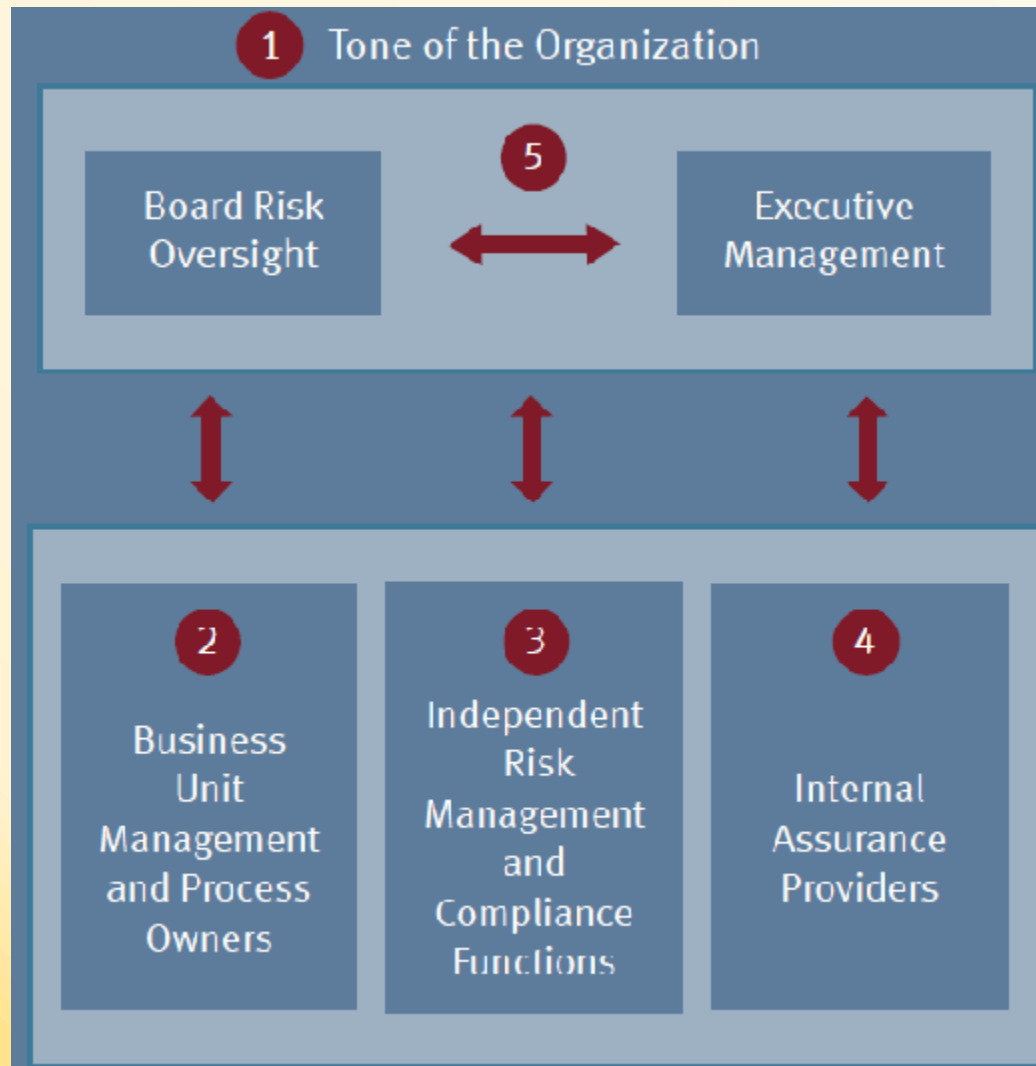 1 Tone of the Organization
5
Board Risk
Oversight
Executive
Management
2
Business
Unit
Management
and Process
Owners
3
Independent
Risk
Management
and
Compliance
Functions
4
Internal
Assurance
Providers